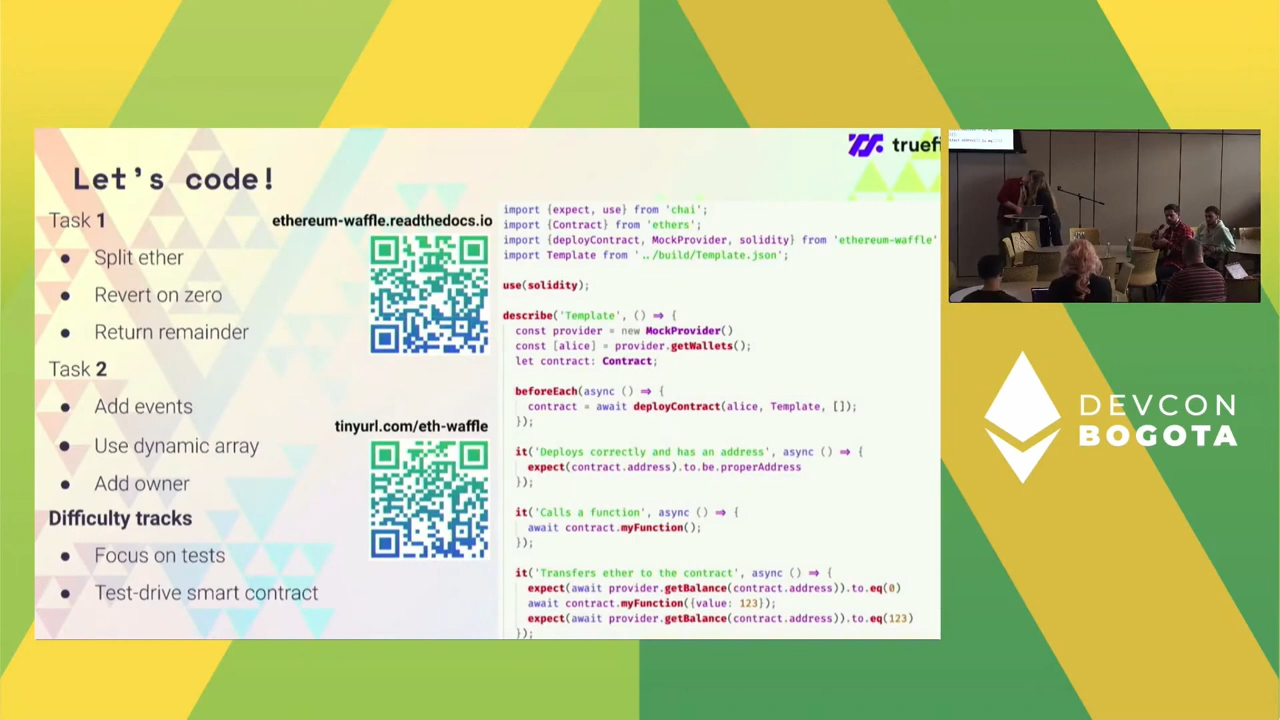 truefi
Let's code!
Task 1
● Split ether
● Revert on zero
● Return remainder
Task 2
● Add events
● Use dynamic array
● Add owner
Difficulty tracks
● Focus on tests
● Test-drive smart contract
ethereum-waffle.readthedocs.io
tinyurl.com/eth-waffle
import {expect, use} from 'chai';
import {Contract} from 'ethers';
import {deployContract, MockProvider, solidity} from 'ethereum-waffle'
import Template from '../build/Template.json';
use(solidity);
describe('Template', () ⇒ {
const provider = new MockProvider()
const [alice] = provider.getWallets();
let contract: Contract;
beforeEach(async () ⇒ {
contract = await deployContract(alice, Template, []);
});
it('Deploys correctly and has an address', async () ⇒ {
expect(contract.address).to.be.properAddress
});
it('Calls a function', async () ⇒ {
await contract.myFunction();
});
it('Transfers ether to the contract', async () ⇒ {
expect(await provider.getBalance(contract.address)).to.eq(0)
await contract.myFunction({value: 123});
expect(await provider.getBalance(contract.address)).to.eq(123)
});
DEVCON
BOGOTA